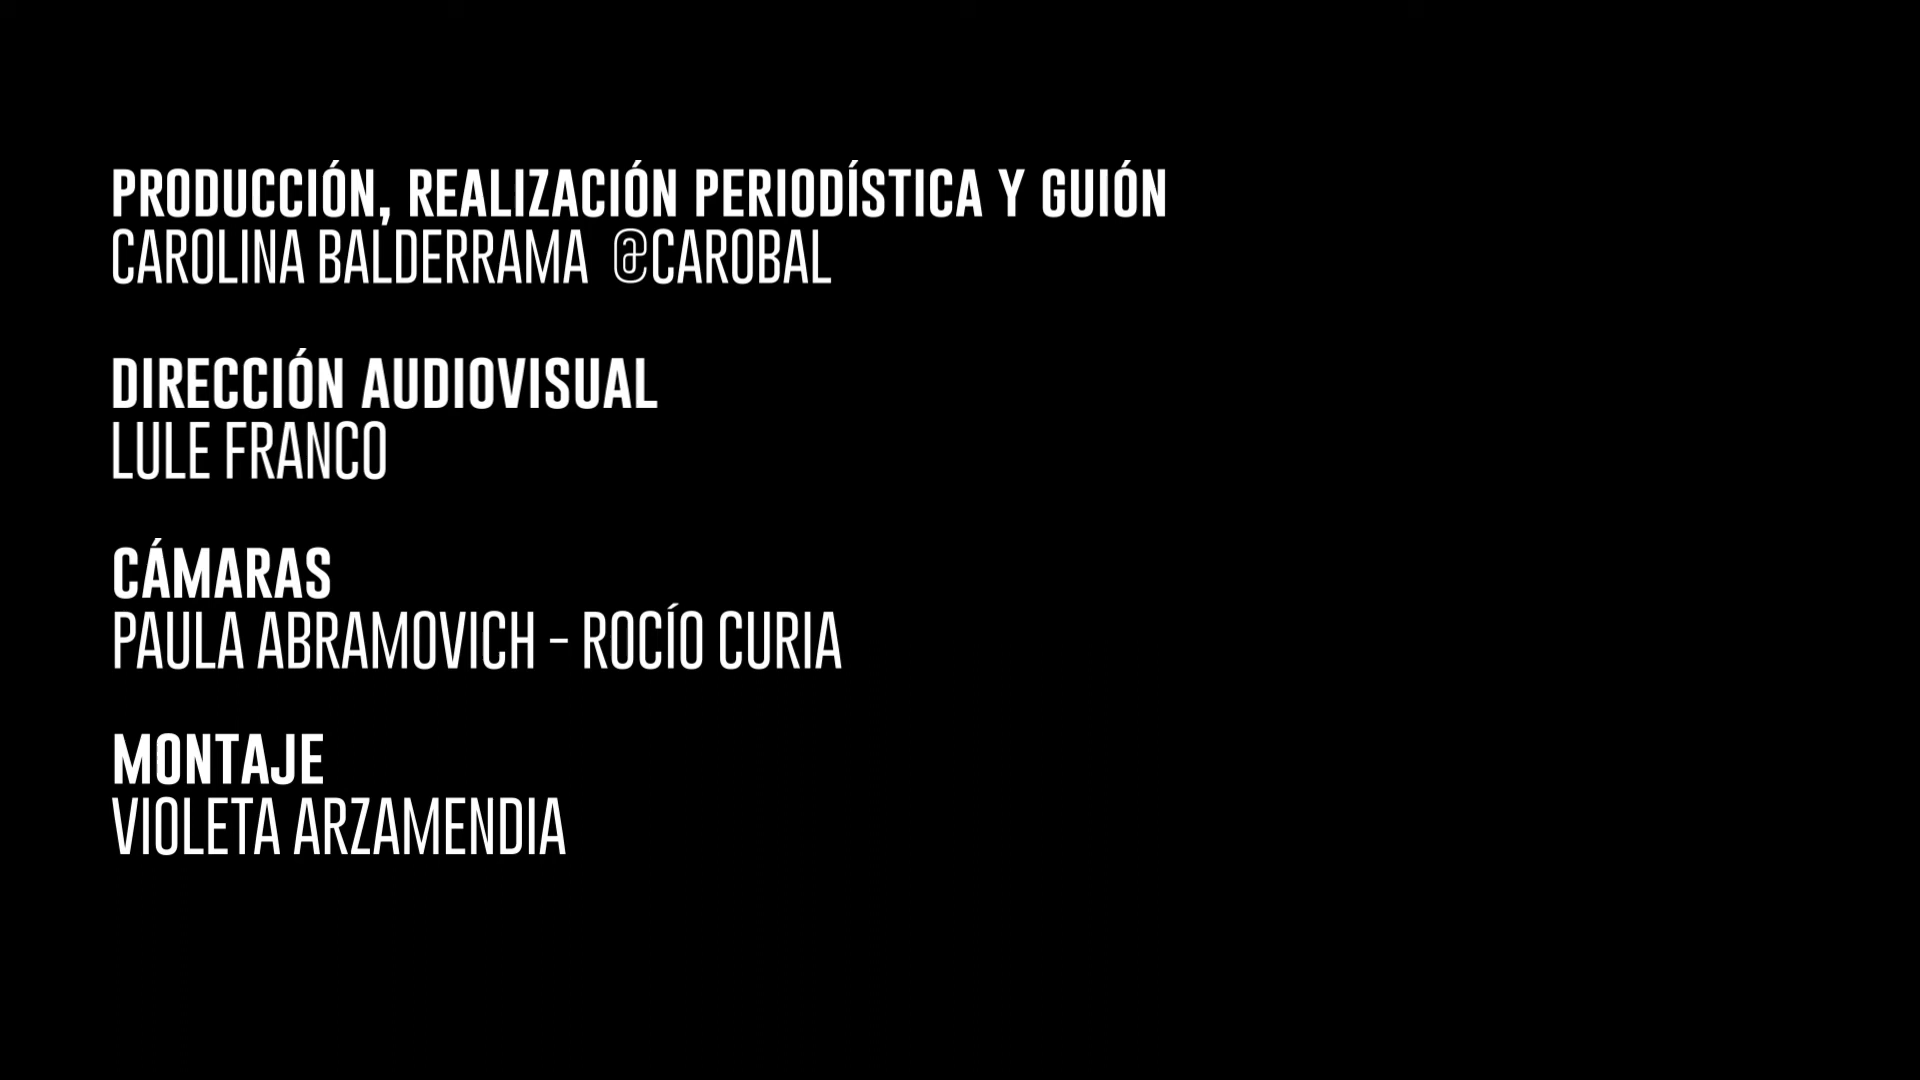 PRODUCCIÓN, REALIZACIÓN PERIODÍSTICA Y GUIÓN
CAROLINA BALDERRAMA @CAROBAL
DIRECCIÓN AUDIOVISUAL
LULE FRANCO
CÁMARAS
PAULA ABRAMOVICH - ROCÍO CURIA
MONTAJE
VIOLETA ARZAMENDIA